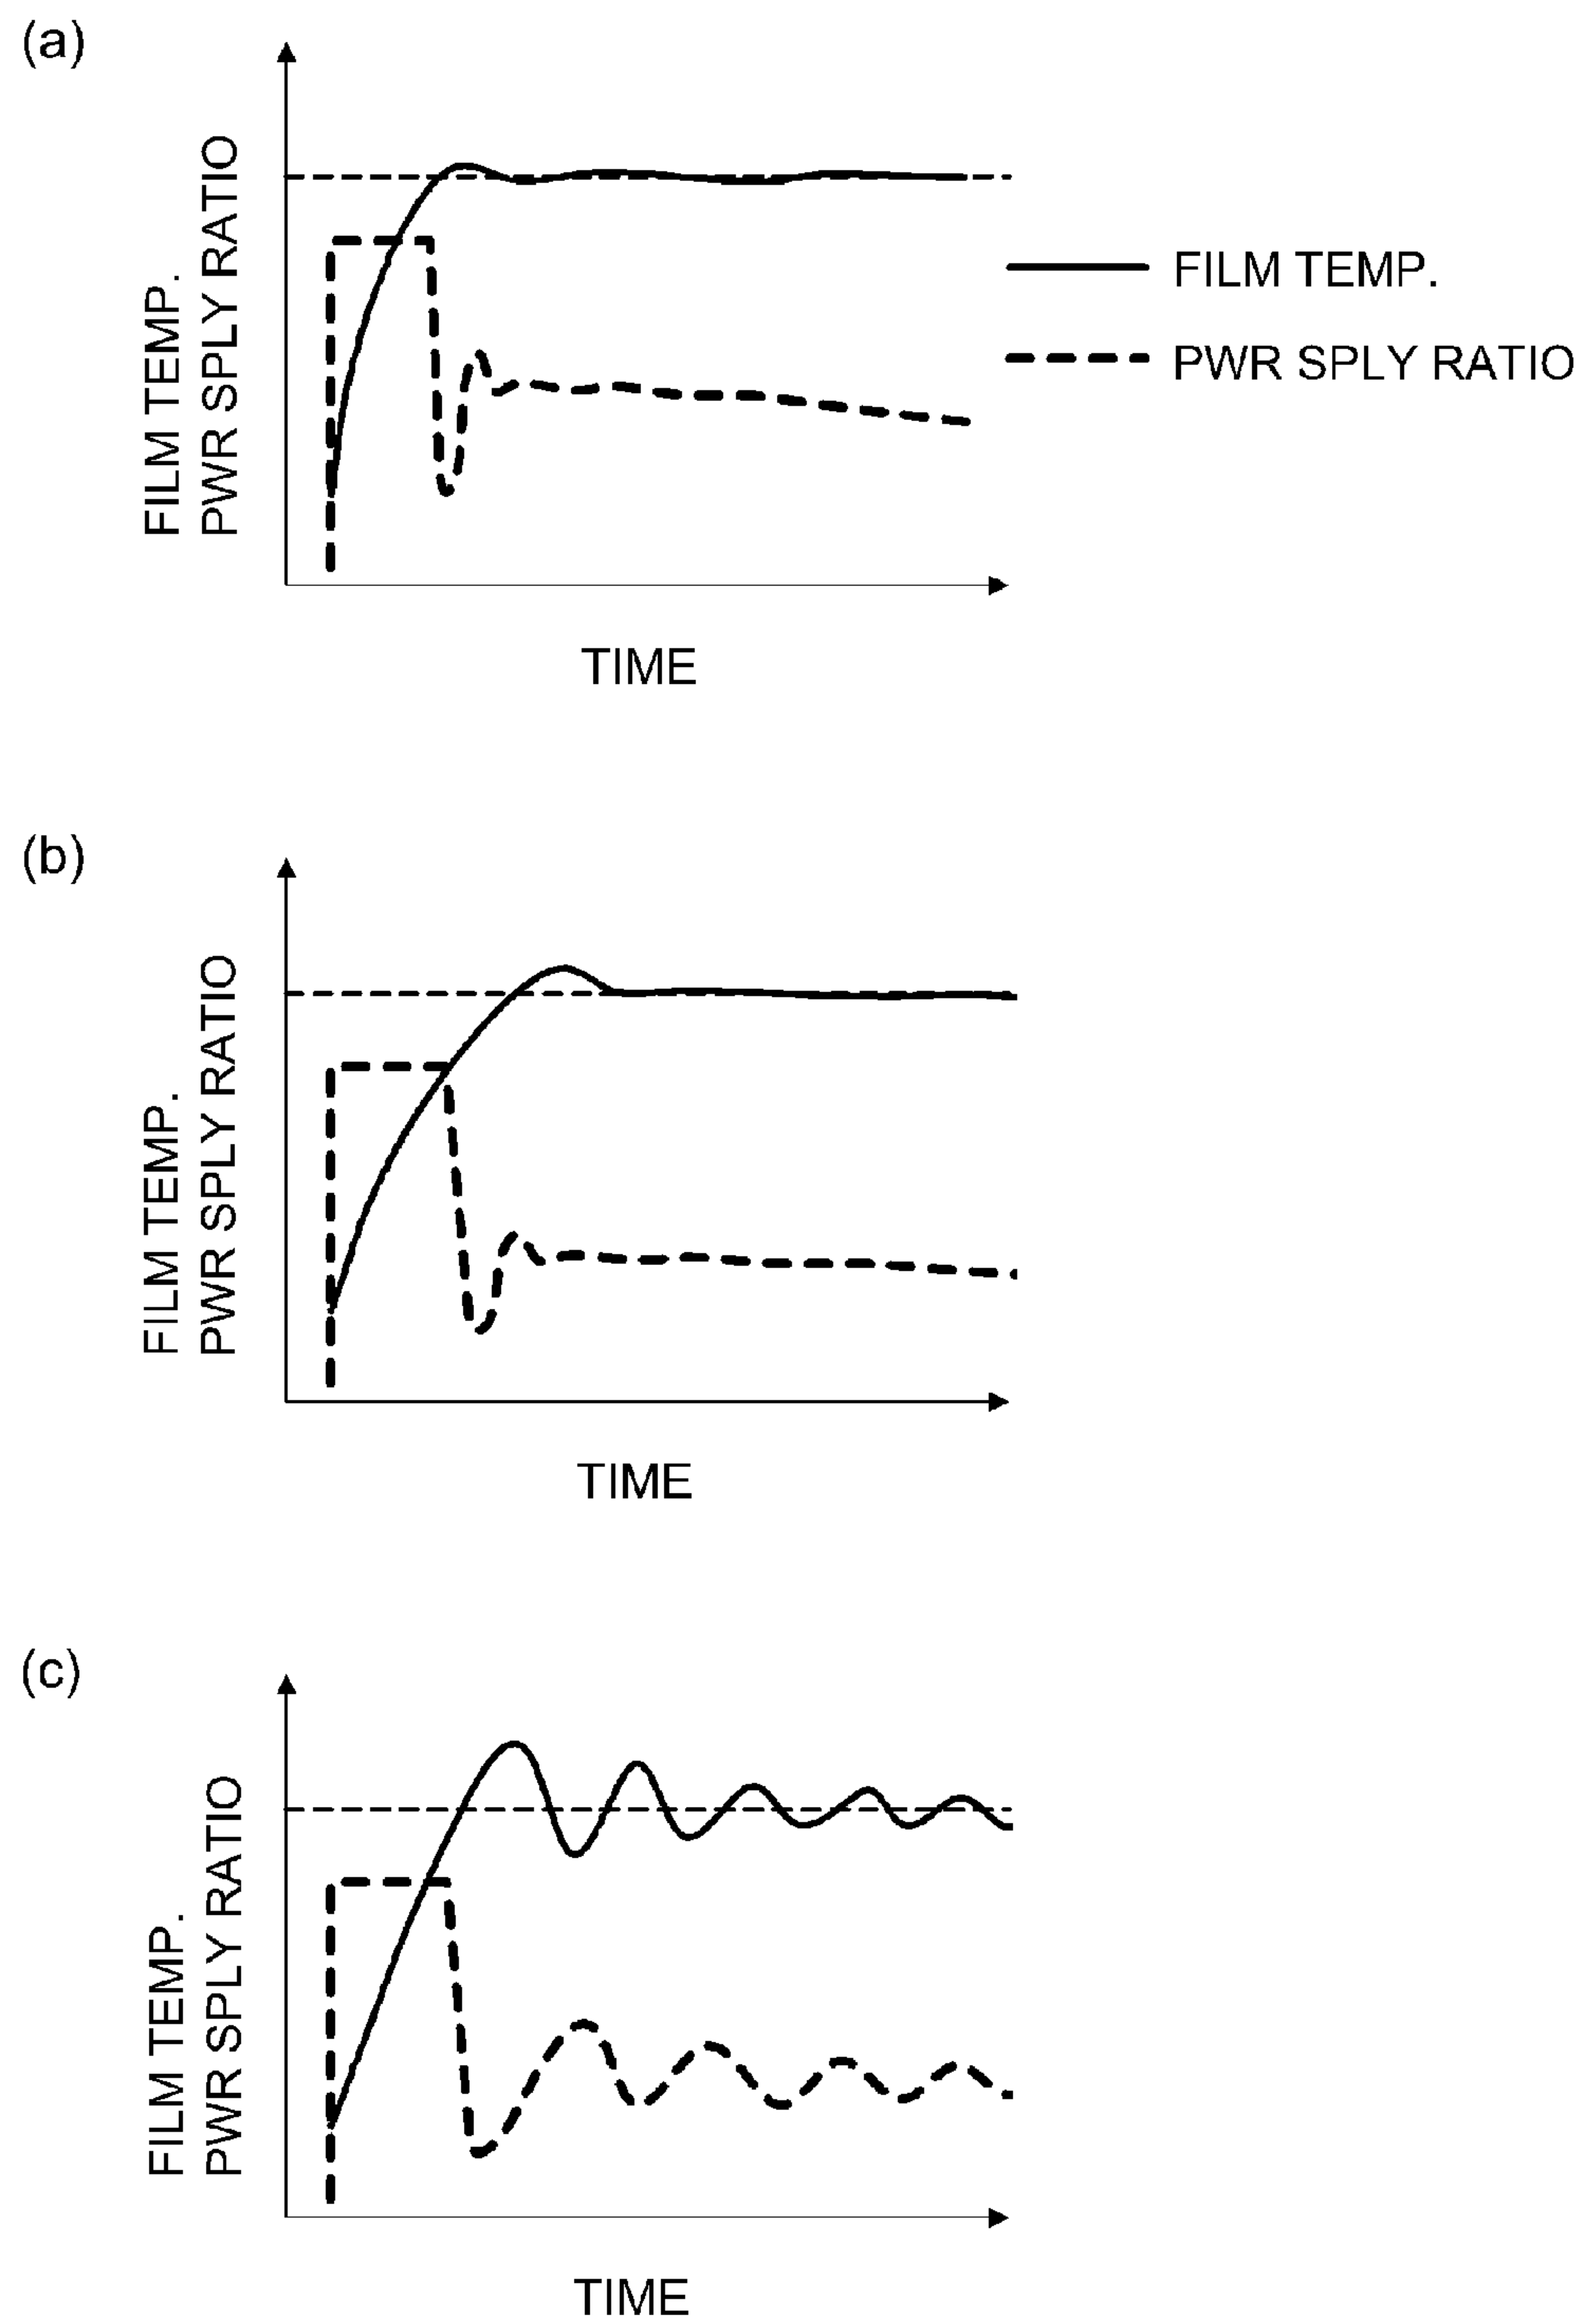 (a)
FILM TEMP.
PWR SPLY RATIO
FILM TEMP.
PWR SPLY RATIO
TIME
(b)
FILM TEMP.
PWR SPLY RATIO
TIME
(c)
FILM TEMP.
PWR SPLY RATIO
TIME